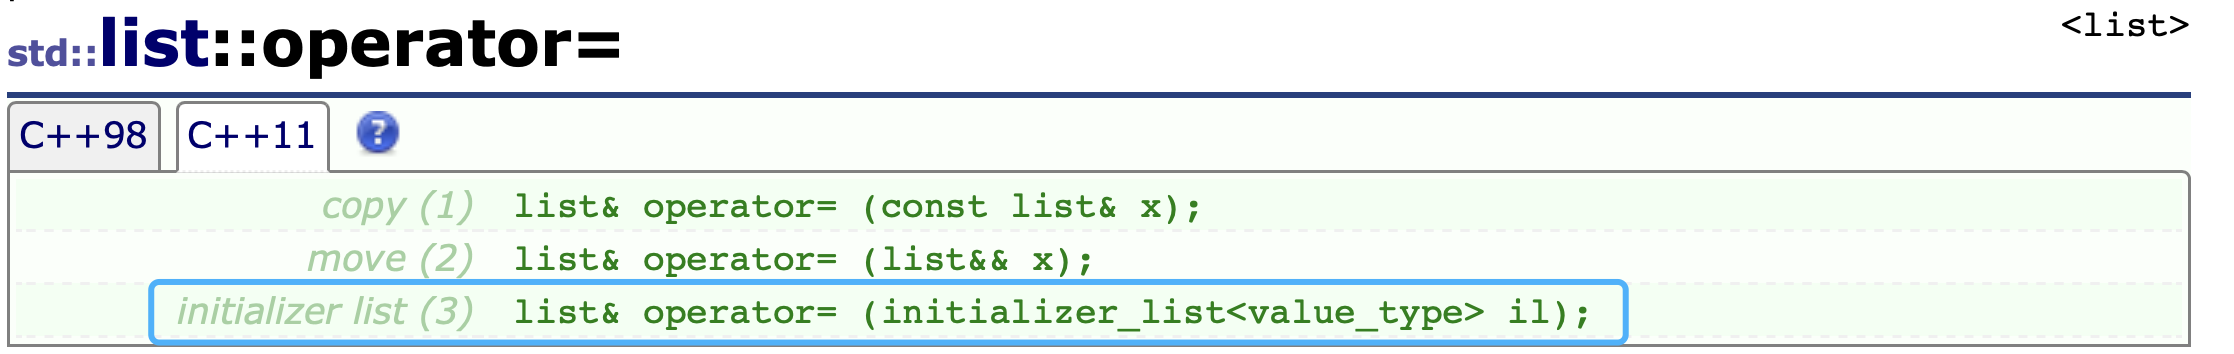 std::list::operator= <list>
C++98 C++11 ?
copy (1) list& operator= (const list& x);
move (2) list& operator= (list&& x);
initializer list (3) list& operator= (initializer_list<value_type> il);